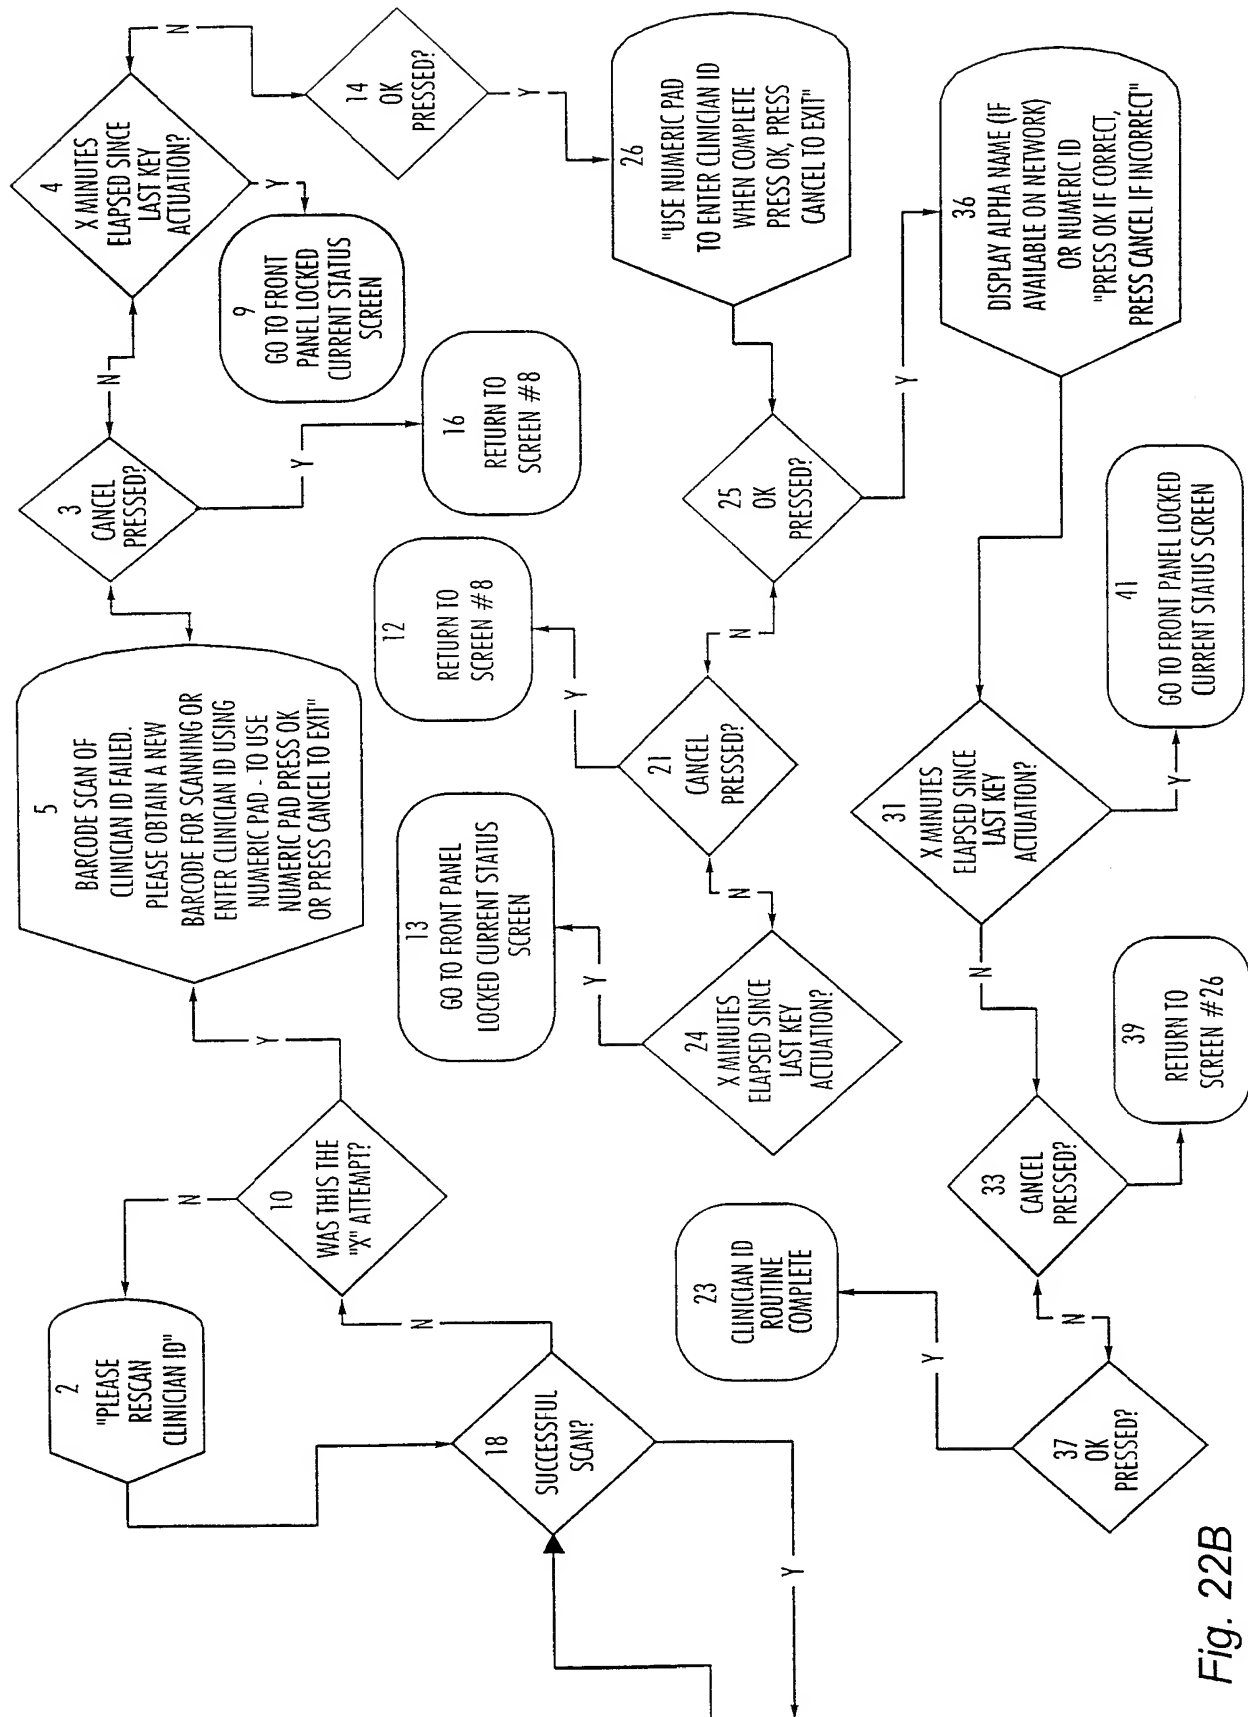 2
"PLEASE
RESCAN
CLINICIAN ID"
N
10
WAS THIS THE
"X" ATTEMPT?
Y
5
BARCODE SCAN OF
CLINICIAN ID FAILED.
PLEASE OBTAIN A NEW
BARCODE FOR SCANNING OR
ENTER CLINICIAN ID USING
NUMERIC PAD - TO USE
NUMERIC PAD PRESS OK
OR PRESS CANCEL TO EXIT"
3
CANCEL
PRESSED?
N
4
X MINUTES
ELAPSED SINCE
LAST KEY
ACTUATION?
N
Y
9
GO TO FRONT
PANEL LOCKED
CURRENT STATUS
SCREEN
Y
16
RETURN TO
SCREEN #8
14
OK
PRESSED?
Y
18
SUCCESSFUL
SCAN?
N
Y
13
GO TO FRONT PANEL
LOCKED CURRENT STATUS
SCREEN
Y
12
RETURN TO
SCREEN #8
Y
24
X MINUTES
ELAPSED SINCE
LAST KEY
ACTUATION?
N
21
CANCEL
PRESSED?
N
25
OK
PRESSED?
Y
26
"USE NUMERIC PAD
TO ENTER CLINICIAN ID
WHEN COMPLETE
PRESS OK, PRESS
CANCEL TO EXIT"
23
CLINICIAN ID
ROUTINE
COMPLETE
Y
37
OK
PRESSED?
N
33
CANCEL
PRESSED?
N
39
RETURN TO
SCREEN #26
31
X MINUTES
ELAPSED SINCE
LAST KEY
ACTUATION?
Y
41
GO TO FRONT PANEL LOCKED
CURRENT STATUS SCREEN
36
DISPLAY ALPHA NAME (IF
AVAILABLE ON NETWORK)
OR NUMERIC ID
"PRESS OK IF CORRECT,
PRESS CANCEL IF INCORRECT"
Fig. 22B